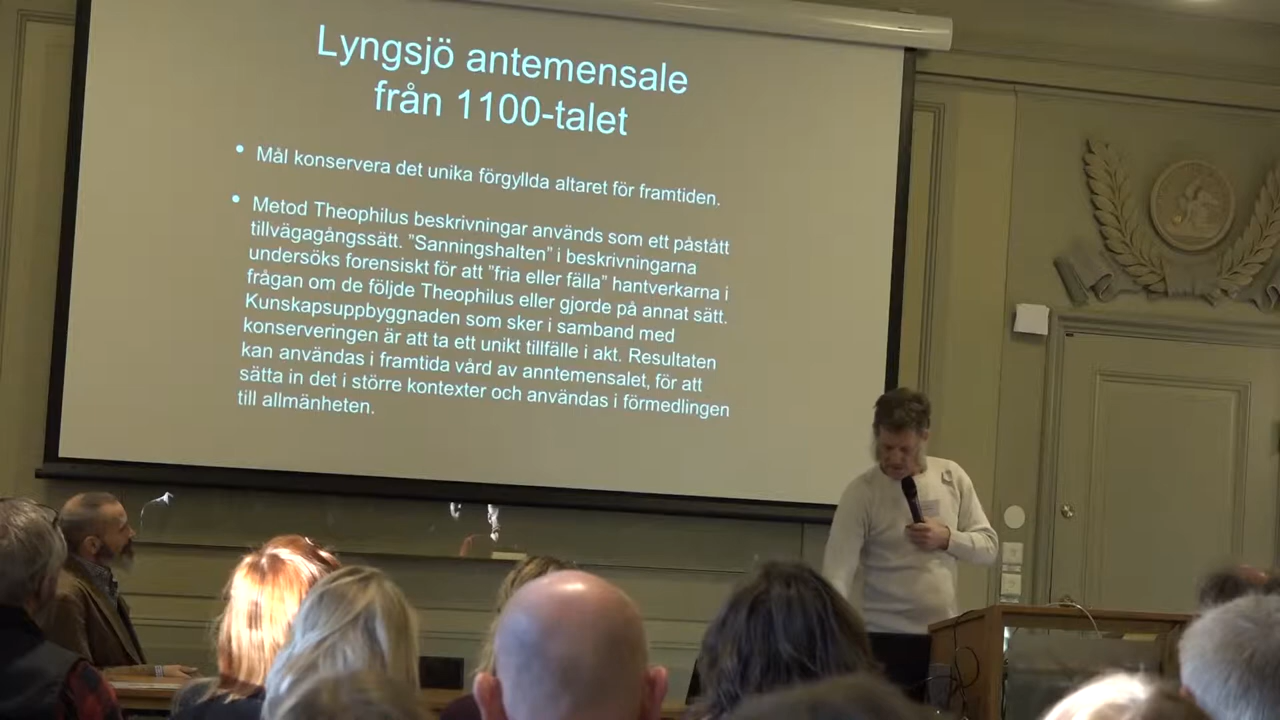 Lyngsjö antemensale
från 1100-talet
• Mål konservera det unika förgyllda altaret för framtiden.
• Metod Theophilus beskrivningar används som ett påstått
tillvägagångssätt. ”Sanningshalten” i beskrivningarna
undersöks forensiskt för att ”fria eller fälla” hantverkarna i
frågan om de följde Theophilus eller gjorde på annat sätt.
Kunskapsuppbyggnaden som sker i samband med
konserveringen är att ta ett unikt tillfälle i akt. Resultaten
kan användas i framtida vård av anntemensalet, för att
sätta in det i större kontexter och användas i förmedlingen
till allmänheten.